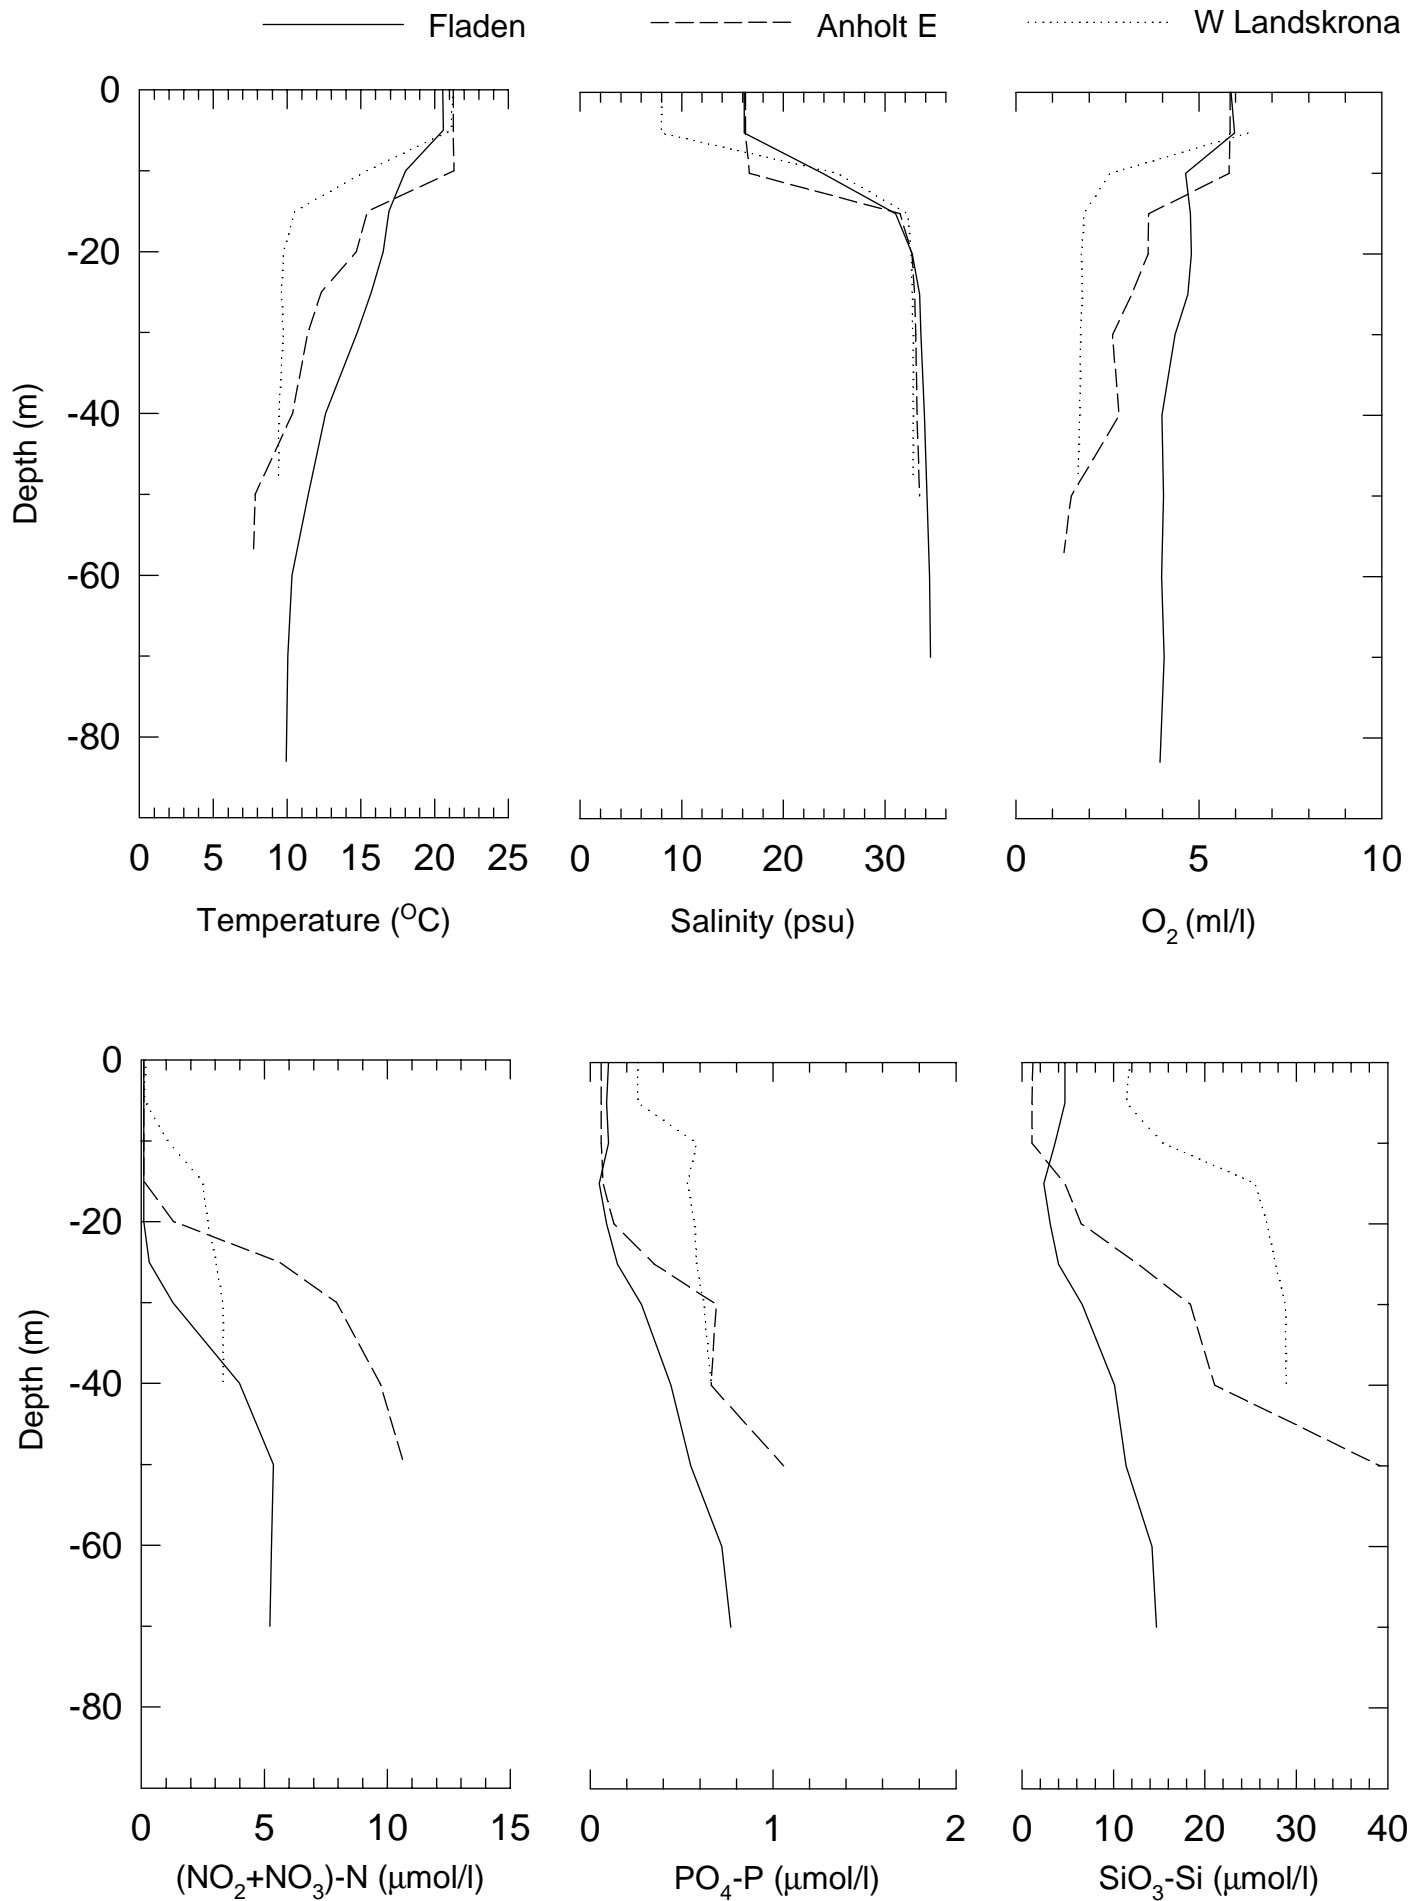 Fladen Anholt E W Landskrona
0
-20
-40
-60
-80
Depth (m)
0 5 10 15 20 25 0 10 20 30 0 5 10
Temperature (ᴼC) Salinity (psu) O₂ (ml/l)
0
-20
-40
-60
-80
Depth (m)
0 5 10 15 0 1 2 0 10 20 30 40
(NO₂+NO₃)-N (μmol/l) PO₄-P (μmol/l) SiO₃-Si (μmol/l)